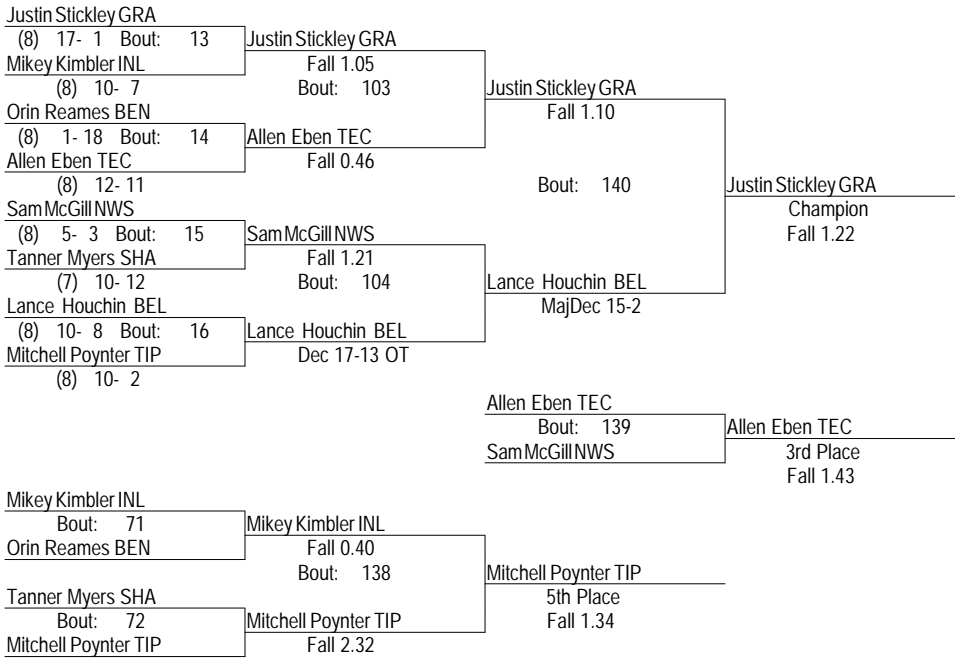 Justin Stickley GRA
(8) 17- 1 Bout: 13
Justin Stickley GRA
Mikey Kimbler INL
Fall 1.05
(8) 10- 7
Bout: 103
Justin Stickley GRA
Orin Reames BEN
Fall 1.10
(8) 1- 18 Bout: 14
Allen Eben TEC
Allen Eben TEC
Fall 0.46
(8) 12- 11
Bout: 140
Justin Stickley GRA
Sam McGill NWS
Champion
(8) 5- 3 Bout: 15
Sam McGill NWS
Fall 1.22
Tanner Myers SHA
Fall 1.21
(7) 10- 12
Bout: 104
Lance Houchin BEL
Lance Houchin BEL
MajDec 15-2
(8) 10- 8 Bout: 16
Lance Houchin BEL
Mitchell Poynter TIP
Dec 17-13 OT
(8) 10- 2
Allen Eben TEC
Bout: 139
Allen Eben TEC
Sam McGill NWS
3rd Place
Fall 1.43
Mikey Kimbler INL
Bout: 71
Mikey Kimbler INL
Orin Reames BEN
Fall 0.40
Bout: 138
Mitchell Poynter TIP
Tanner Myers SHA
5th Place
Bout: 72
Mitchell Poynter TIP
Fall 1.34
Mitchell Poynter TIP
Fall 2.32